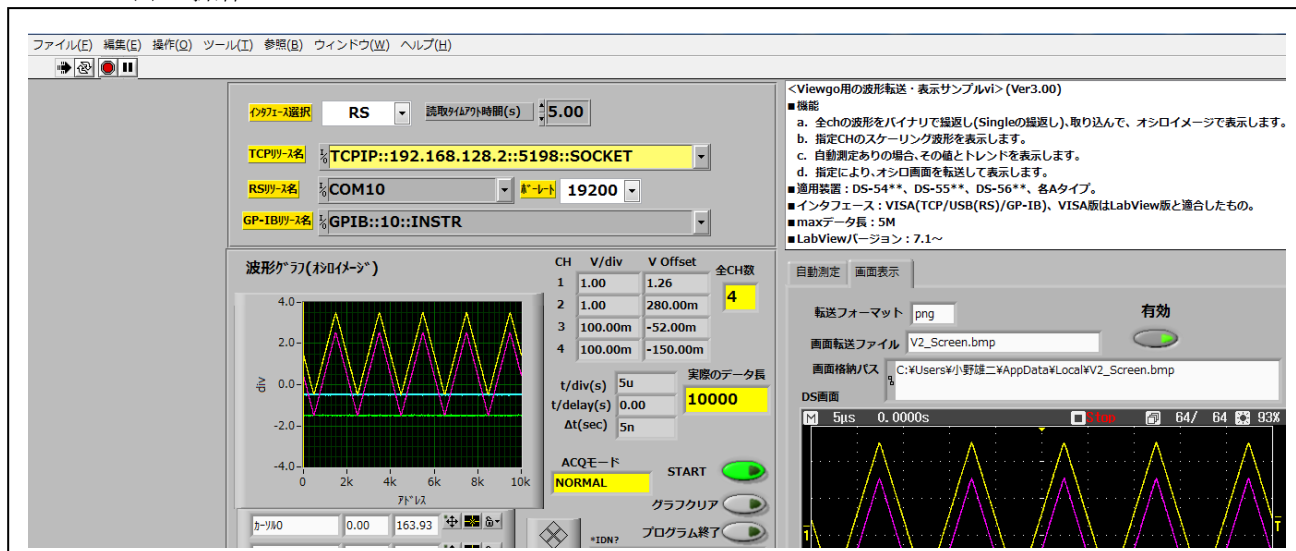 ファイル(F) 編集(E) 操作(O) ツール(T) 参照(B) ウィンドウ(W) ヘルプ(H)
インタフェース選択 RS 読取タイムアウト時間(s) 5.00
TCPリソース名 TCPIP::192.168.128.2::5198::SOCKET
RSリソース名 COM10 ボーレート 19200
GP-IBリソース名 GPIB::10::INSTR
<Viewgo用の波形転送・表示サンプルvi> (Ver3.00)
■機能
a. 全chの波形をバイナリで繰返し(Singleの繰返し)、取り込んで、オシロイメージで表示します。
b. 指定CHのスケーリング波形を表示します。
c. 自動測定ありの場合、その値とトレンドを表示します。
d. 指定により、オシロ画面を転送して表示します。
■適用装置：DS-54**、DS-55**、DS-56**、各Aタイプ。
■インタフェース：VISA(TCP/USB(RS)/GP-IB)、VISA版はLabView版と適合したもの。
■maxデータ長：5M
■LabViewバージョン：7.1～
波形グラフ(オシロイメージ)
CH V/div V Offset 全CH数
1 1.00 1.26
2 1.00 280.00m 4
3 100.00m -52.00m
4 100.00m -150.00m
4.0
2.0
0.0
-2.0
-4.0
div
0 2k 4k 6k 8k 10k
アドレス
t/div(s) 5u 実際のデータ長
t/delay(s) 0.00 10000
Δt(sec) 5n
ACQモード START
NORMAL
グラフクリア
*IDN? プログラム終了
カーソル0 0.00 163.93
自動測定 画面表示
転送フォーマット png 有効
画面転送ファイル V2_Screen.bmp
画面格納パス C:¥Users¥小野雄二¥AppData¥Local¥V2_Screen.bmp
DS画面
M 5μs 0.0000s Stop 64/ 64 93%
1 T